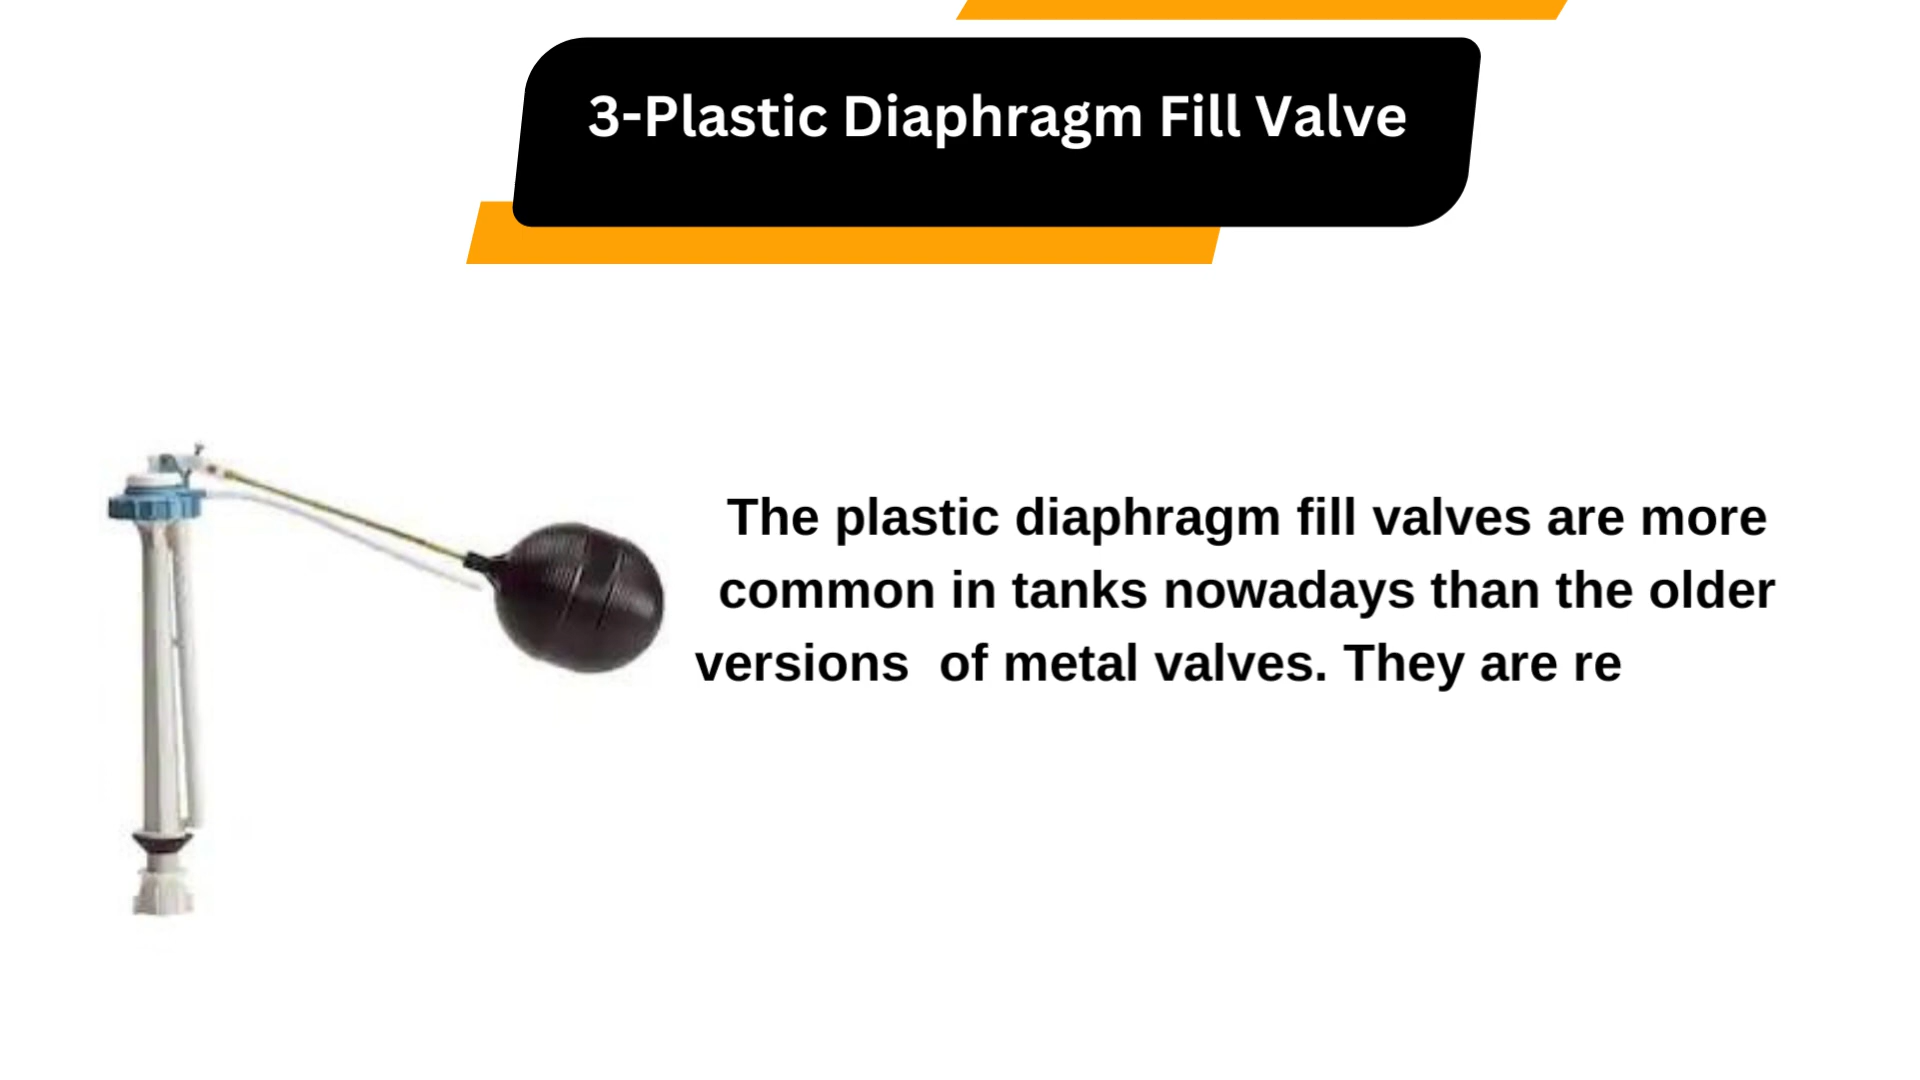 3-Plastic Diaphragm Fill Valve
The plastic diaphragm fill valves are more
common in tanks nowadays than the older
versions  of metal valves. They are re